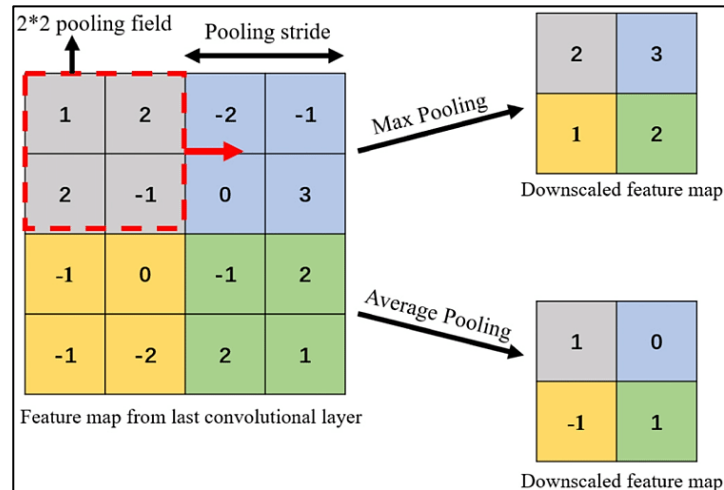 2*2 pooling field
Pooling stride
1 2 -2 -1
2 -1 0 3
-1 0 -1 2
-1 -2 2 1
Feature map from last convolutional layer
Max Pooling
2 3
1 2
Downscaled feature map
Average Pooling
1 0
-1 1
Downscaled feature map